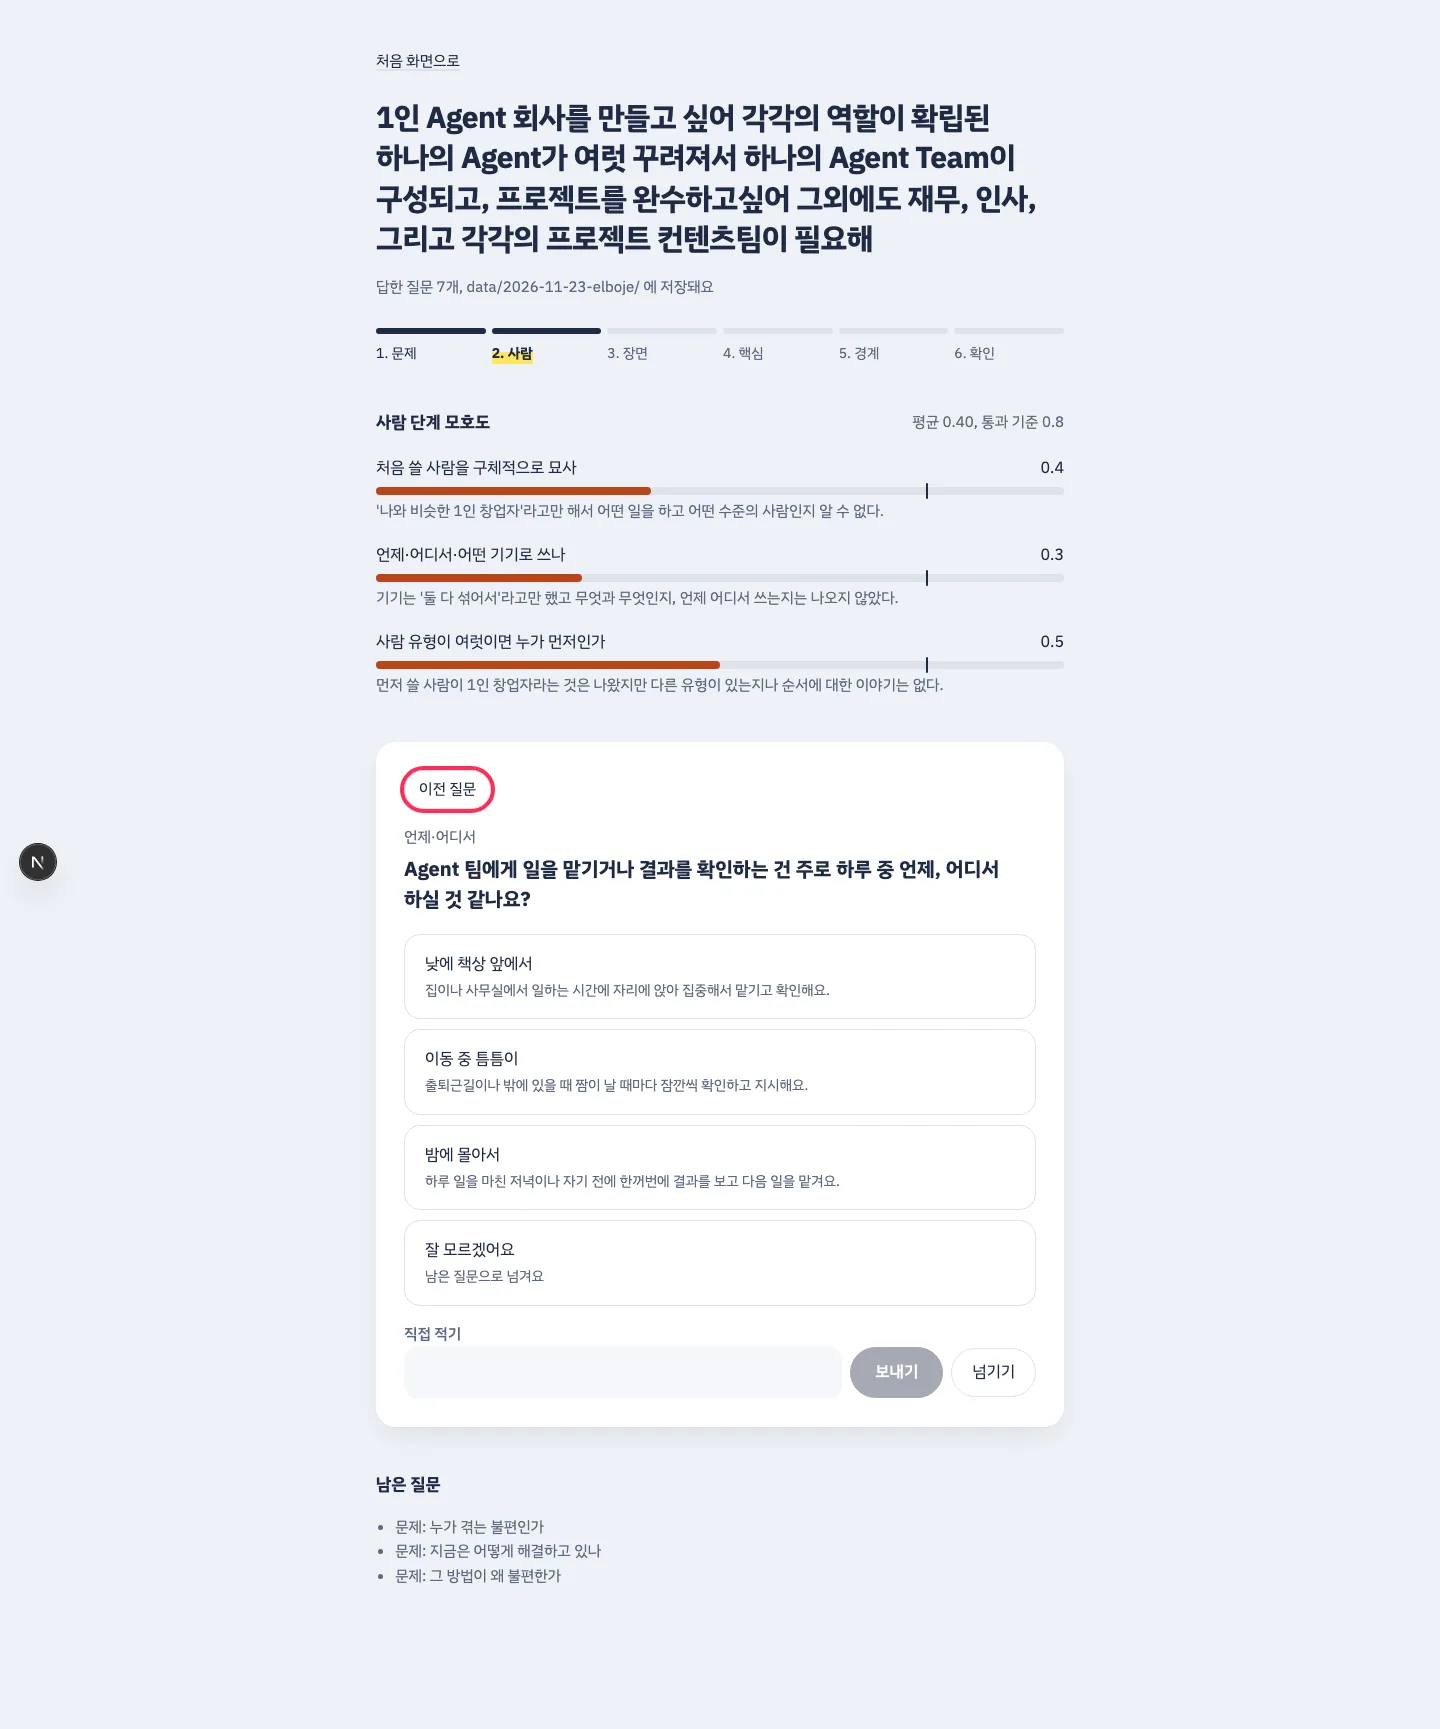 처음 화면으로
1인 Agent 회사를 만들고 싶어 각각의 역할이 확립된
하나의 Agent가 여럿 꾸려져서 하나의 Agent Team이
구성되고, 프로젝트를 완수하고싶어 그외에도 재무, 인사,
그리고 각각의 프로젝트 컨텐츠팀이 필요해
답한 질문 7개, data/2026-11-23-elboje/ 에 저장돼요
1. 문제
2. 사람
3. 장면
4. 핵심
5. 경계
6. 확인
사람 단계 모호도
평균 0.40, 통과 기준 0.8
처음 쓸 사람을 구체적으로 묘사
0.4
'나와 비슷한 1인 창업자'라고만 해서 어떤 일을 하고 어떤 수준의 사람인지 알 수 없다.
언제·어디서·어떤 기기로 쓰나
0.3
기기는 '둘 다 섞어서'라고만 했고 무엇과 무엇인지, 언제 어디서 쓰는지는 나오지 않았다.
사람 유형이 여럿이면 누가 먼저인가
0.5
먼저 쓸 사람이 1인 창업자라는 것은 나왔지만 다른 유형이 있는지나 순서에 대한 이야기는 없다.
이전 질문
언제·어디서
Agent 팀에게 일을 맡기거나 결과를 확인하는 건 주로 하루 중 언제, 어디서
하실 것 같나요?
낮에 책상 앞에서
집이나 사무실에서 일하는 시간에 자리에 앉아 집중해서 맡기고 확인해요.
이동 중 틈틈이
출퇴근길이나 밖에 있을 때 짬이 날 때마다 잠깐씩 확인하고 지시해요.
밤에 몰아서
하루 일을 마친 저녁이나 자기 전에 한꺼번에 결과를 보고 다음 일을 맡겨요.
잘 모르겠어요
남은 질문으로 넘겨요
직접 적기
보내기
넘기기
N
남은 질문
• 문제: 누가 겪는 불편인가
• 문제: 지금은 어떻게 해결하고 있나
• 문제: 그 방법이 왜 불편한가